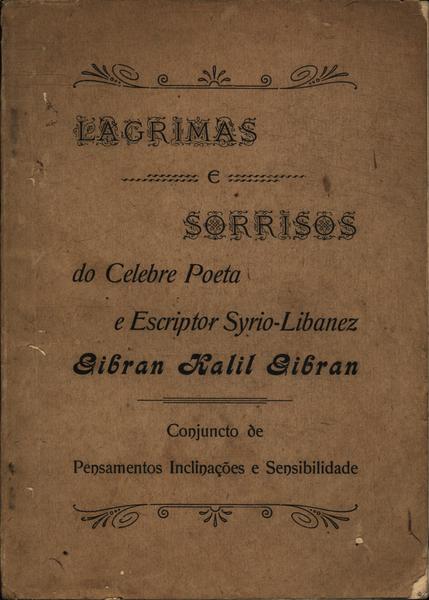 LAGRIMAS
E
SORRISOS
do Celebre Poeta
e Escriptor Syrio-Libanez
Gibran Kalil Gibran
Conjuncto de
Pensamentos Inclinações e Sensibilidade